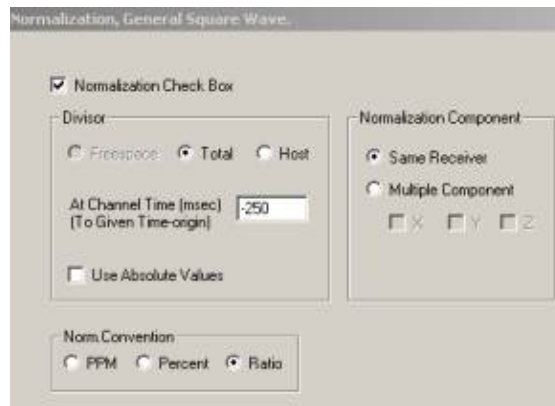 Normalization, General Square Wave.
Normalization Check Box
Divisor
Freespace Total Host
At Channel Time (msec) -250
(To Given Time-origin)
Use Absolute Values
Normalization Component
Same Receiver
Multiple Component
X Y Z
Norm.Convention
PPM Percent Ratio